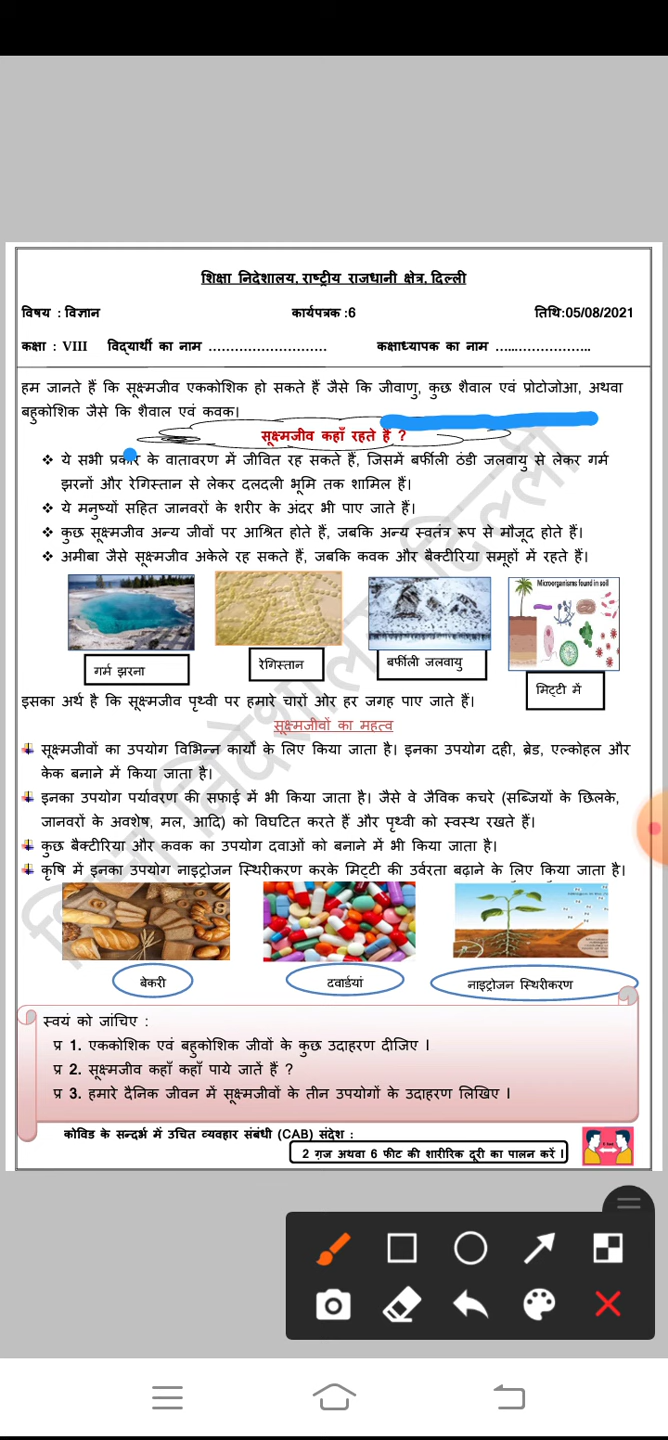 शिक्षा निदेशालय, राष्ट्रीय राजधानी क्षेत्र, दिल्ली
विषय : विज्ञान कार्यपत्रक :6 तिथि:05/08/2021
कक्षा : VIII विद्यार्थी का नाम ........................... कक्षाध्यापक का नाम ......................
हम जानते हैं कि सूक्ष्मजीव एककोशिक हो सकते हैं जैसे कि जीवाणु, कुछ शैवाल एवं प्रोटोजोआ, अथवा
बहुकोशिक जैसे कि शैवाल एवं कवक।
सूक्ष्मजीव कहाँ रहते हैं ?
❖ ये सभी प्रकार के वातावरण में जीवित रह सकते हैं, जिसमें बर्फीली ठंडी जलवायु से लेकर गर्म
झरनों और रेगिस्तान से लेकर दलदली भूमि तक शामिल हैं।
❖ ये मनुष्यों सहित जानवरों के शरीर के अंदर भी पाए जाते हैं।
❖ कुछ सूक्ष्मजीव अन्य जीवों पर आश्रित होते हैं, जबकि अन्य स्वतंत्र रूप से मौजूद होते हैं।
❖ अमीबा जैसे सूक्ष्मजीव अकेले रह सकते हैं, जबकि कवक और बैक्टीरिया समूहों में रहते हैं।
Microorganisms found in soil
गर्म झरना रेगिस्तान बर्फीली जलवायु मिट्टी में
इसका अर्थ है कि सूक्ष्मजीव पृथ्वी पर हमारे चारों ओर हर जगह पाए जाते हैं।
सूक्ष्मजीवों का महत्व
सूक्ष्मजीवों का उपयोग विभिन्न कार्यों के लिए किया जाता है। इनका उपयोग दही, ब्रेड, एल्कोहल और
केक बनाने में किया जाता है।
इनका उपयोग पर्यावरण की सफाई में भी किया जाता है। जैसे वे जैविक कचरे (सब्जियों के छिलके,
जानवरों के अवशेष, मल, आदि) को विघटित करते हैं और पृथ्वी को स्वस्थ रखते हैं।
कुछ बैक्टीरिया और कवक का उपयोग दवाओं को बनाने में भी किया जाता है।
कृषि में इनका उपयोग नाइट्रोजन स्थिरीकरण करके मिट्टी की उर्वरता बढ़ाने के लिए किया जाता है।
बेकरी दवाईयां नाइट्रोजन स्थिरीकरण
स्वयं को जांचिए :
प्र 1. एककोशिक एवं बहुकोशिक जीवों के कुछ उदाहरण दीजिए ।
प्र 2. सूक्ष्मजीव कहाँ कहाँ पाये जातें हैं ?
प्र 3. हमारे दैनिक जीवन में सूक्ष्मजीवों के तीन उपयोगों के उदाहरण लिखिए ।
कोविड के सन्दर्भ में उचित व्यवहार संबंधी (CAB) संदेश :
2 गज अथवा 6 फीट की शारीरिक दूरी का पालन करें ।